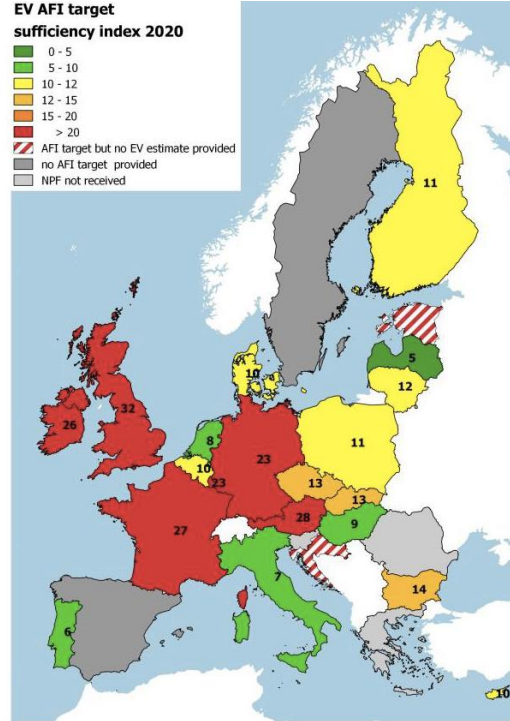 EV AFI target
sufficiency index 2020
0 - 5
5 - 10
10 - 12
12 - 15
15 - 20
> 20
AFI target but no EV estimate provided
no AFI target provided
NPF not received
11
5
12
10
32
26
8
11
10
23
23
13
13
28
27
9
7
14
6
10